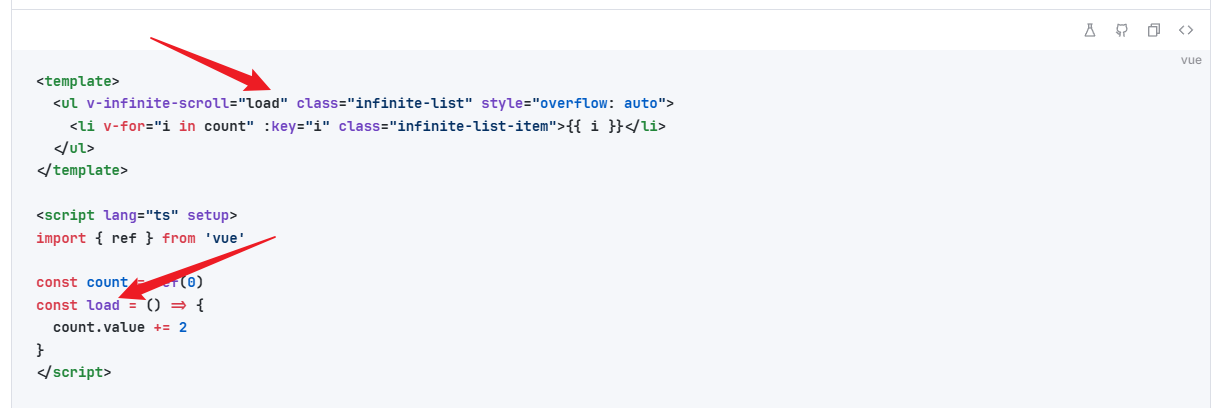 vue
<template>
  <ul v-infinite-scroll="load" class="infinite-list" style="overflow: auto">
    <li v-for="i in count" :key="i" class="infinite-list-item">{{ i }}</li>
  </ul>
</template>
<script lang="ts" setup>
import { ref } from 'vue'
const count = ref(0)
const load = () => {
  count.value += 2
}
</script>